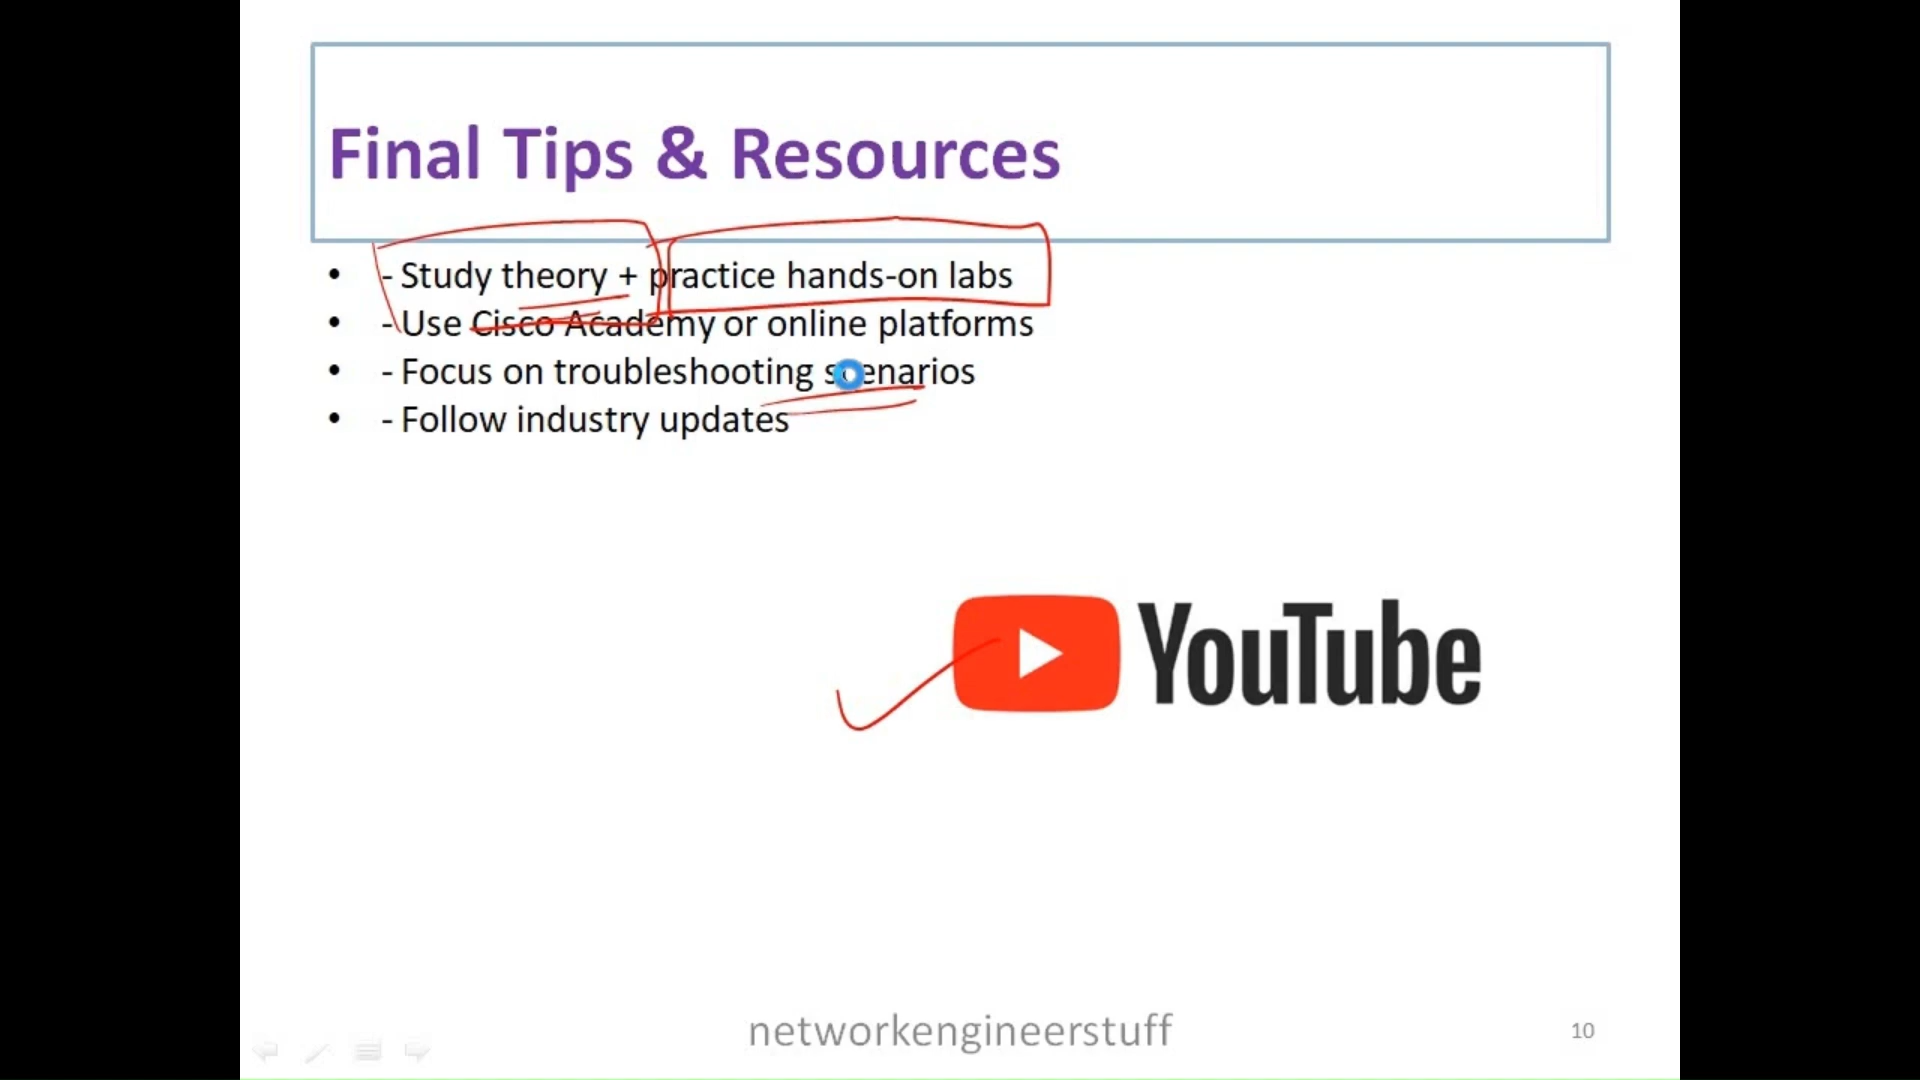 Final Tips & Resources
• - Study theory + practice hands-on labs
• - Use Cisco Academy or online platforms
• - Focus on troubleshooting scenarios
• - Follow industry updates
YouTube
networkengineerstuff
10